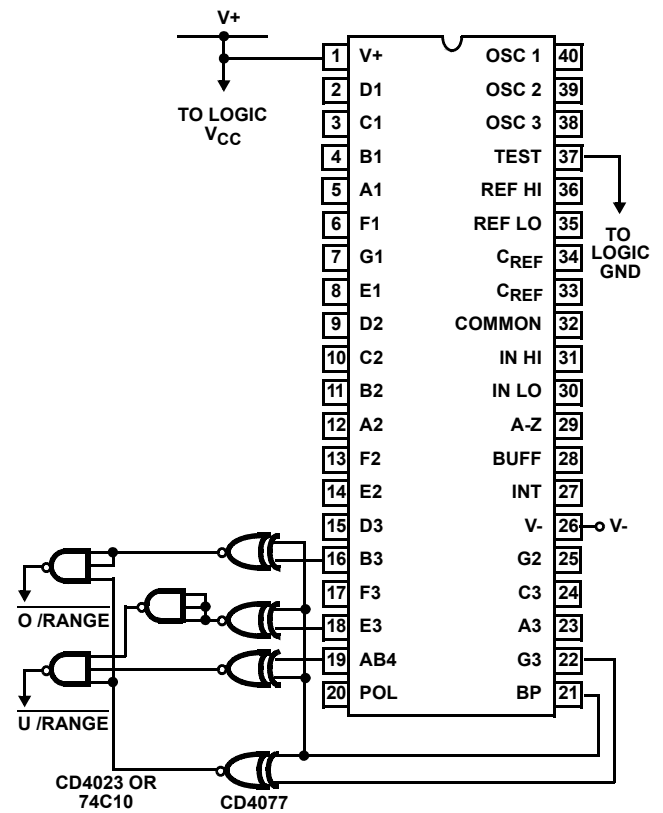 V+
TO LOGIC
VCC
1 V+ OSC 1 40
2 D1 OSC 2 39
3 C1 OSC 3 38
4 B1 TEST 37
5 A1 REF HI 36
6 F1 REF LO 35
7 G1 CREF 34
8 E1 CREF 33
9 D2 COMMON 32
10 C2 IN HI 31
11 B2 IN LO 30
12 A2 A-Z 29
13 F2 BUFF 28
14 E2 INT 27
15 D3 V- 26 V-
16 B3 G2 25
17 F3 C3 24
18 E3 A3 23
19 AB4 G3 22
20 POL BP 21
TO
LOGIC
GND
O /RANGE
U /RANGE
CD4023 OR
74C10
CD4077